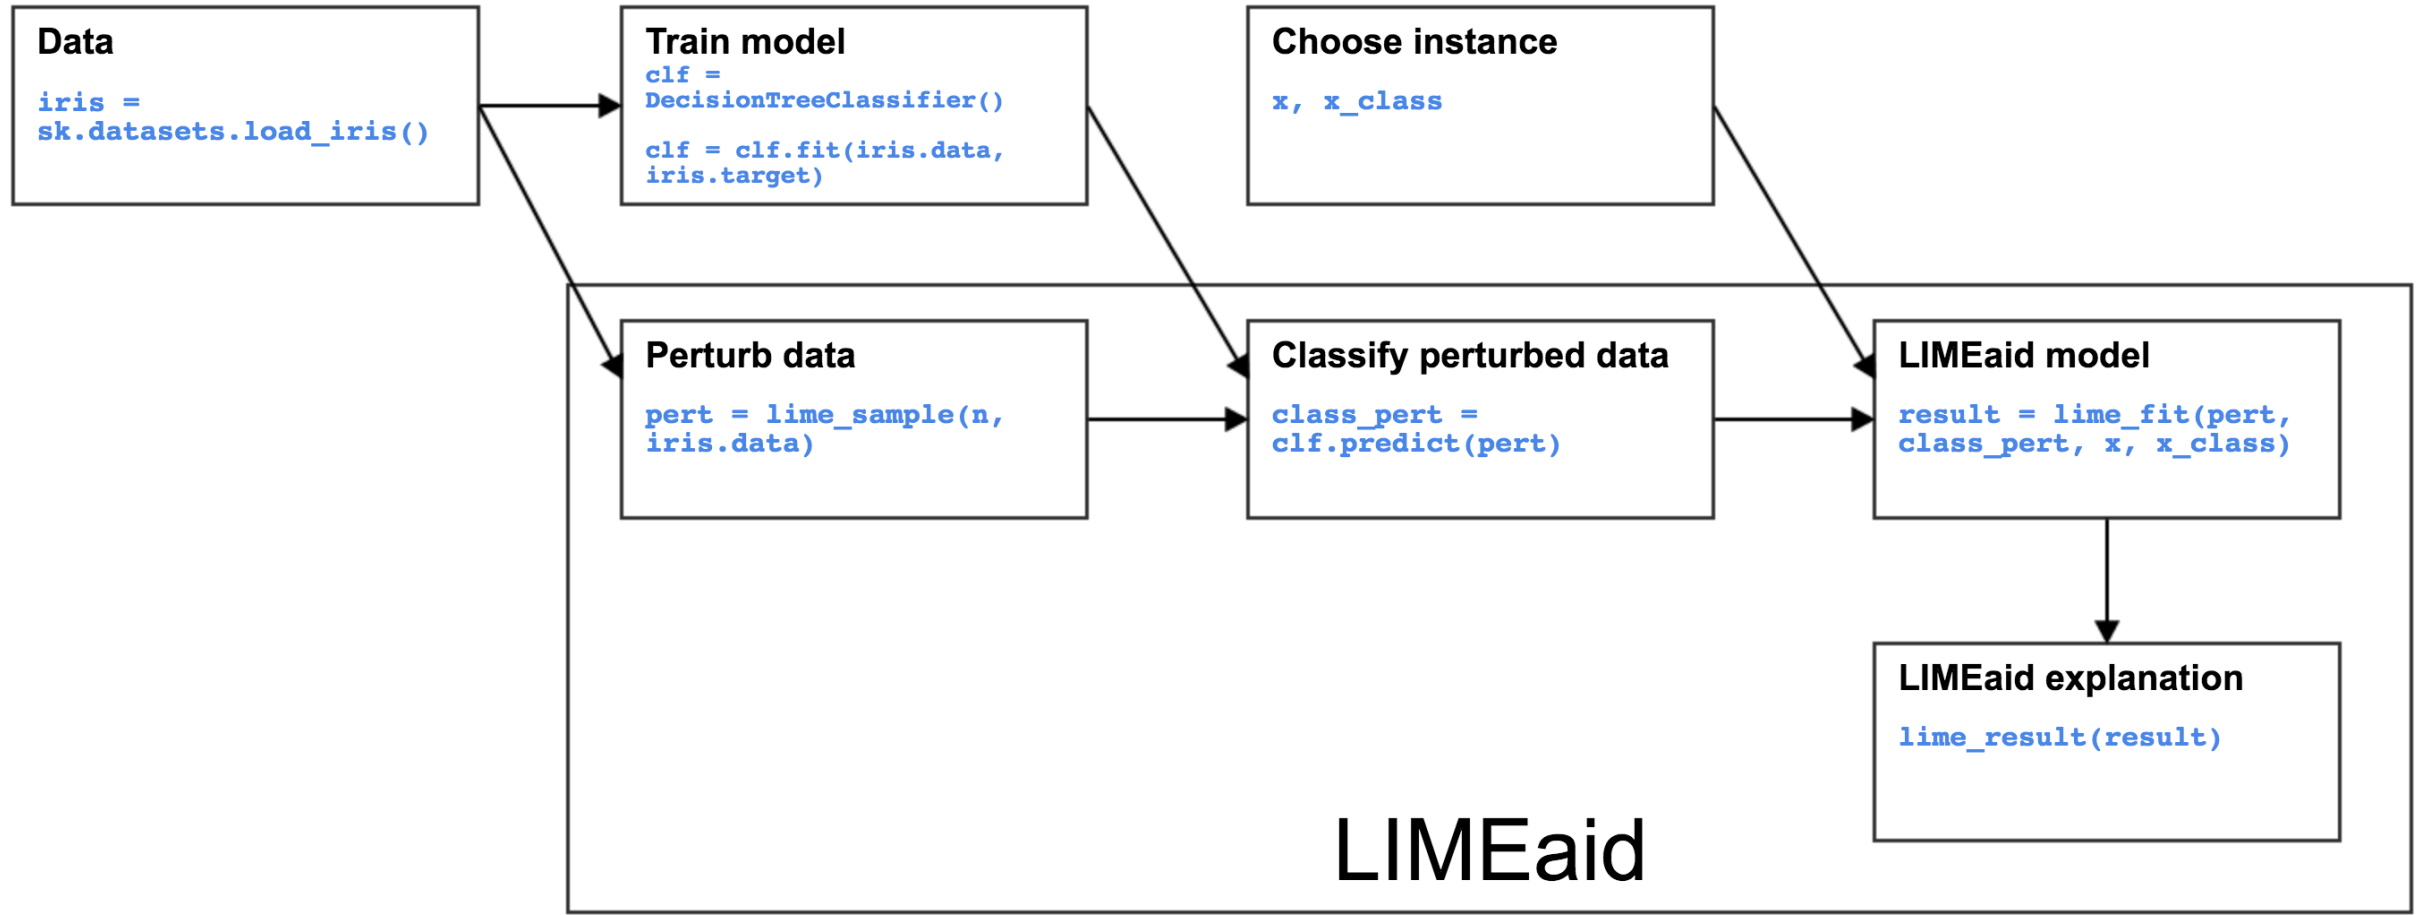 Data
iris =
sk.datasets.load_iris()
Train model
clf =
DecisionTreeClassifier()
clf = clf.fit(iris.data,
iris.target)
Choose instance
x, x_class
Perturb data
pert = lime_sample(n,
iris.data)
Classify perturbed data
class_pert =
clf.predict(pert)
LIMEaid model
result = lime_fit(pert,
class_pert, x, x_class)
LIMEaid explanation
lime_result(result)
LIMEaid